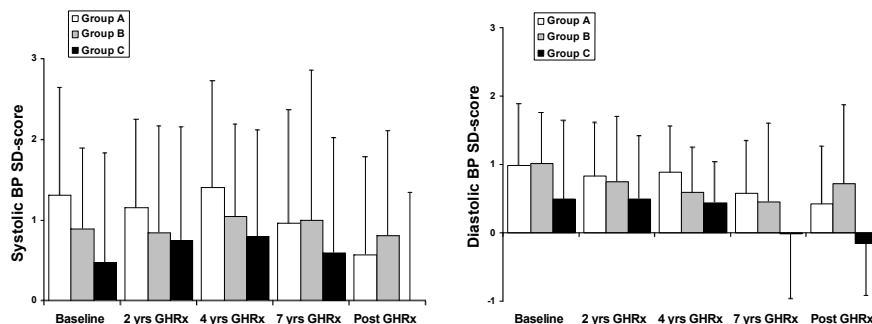 Group A
Group B
Group C
Systolic BP SD-score
3
2
1
0
Baseline 2 yrs GHRx 4 yrs GHRx 7 yrs GHRx Post GHRx
Group A
Group B
Group C
Diastolic BP SD-score
3
2
1
0
-1
Baseline 2 yrs GHRx 4 yrs GHRx 7 yrs GHRx Post GHRx